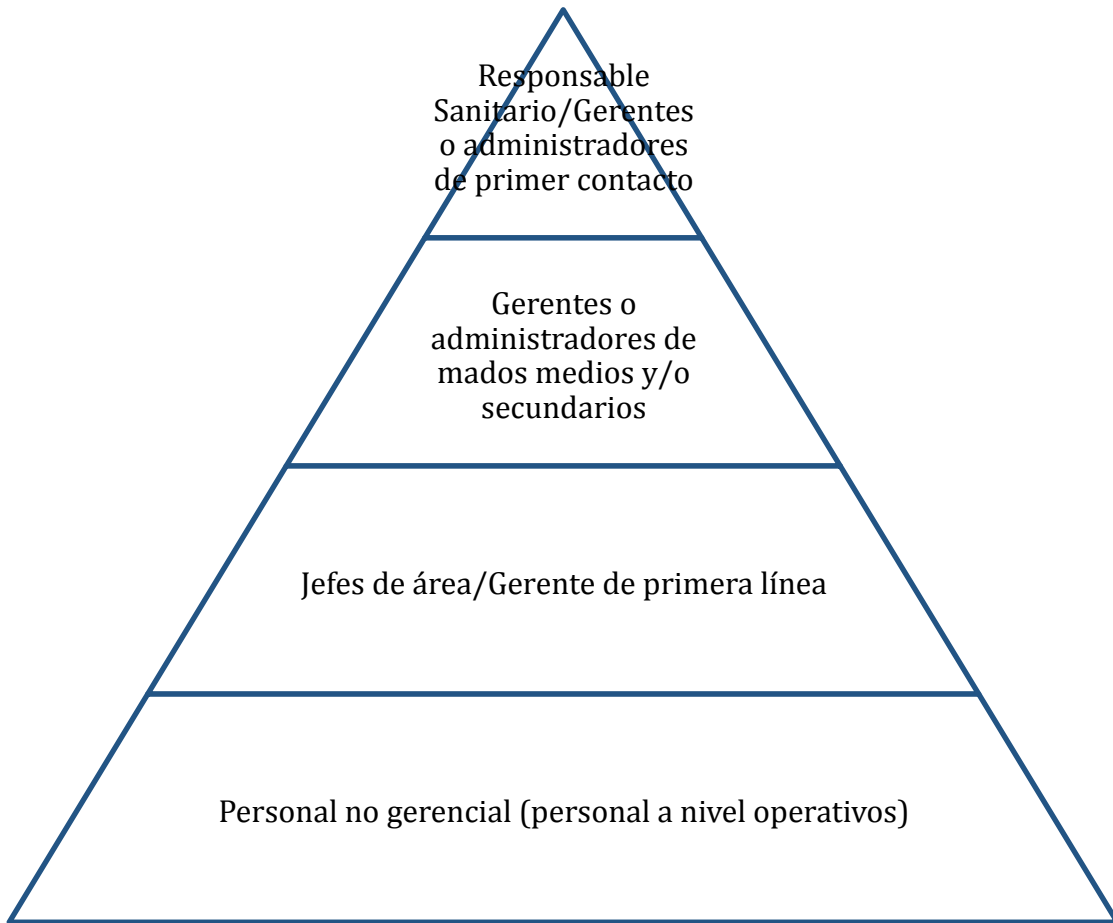 Responsable
Sanitario/Gerentes
o administradores
de primer contacto
Gerentes o
administradores de
mados medios y/o
secundarios
Jefes de área/Gerente de primera línea
Personal no gerencial (personal a nivel operativos)